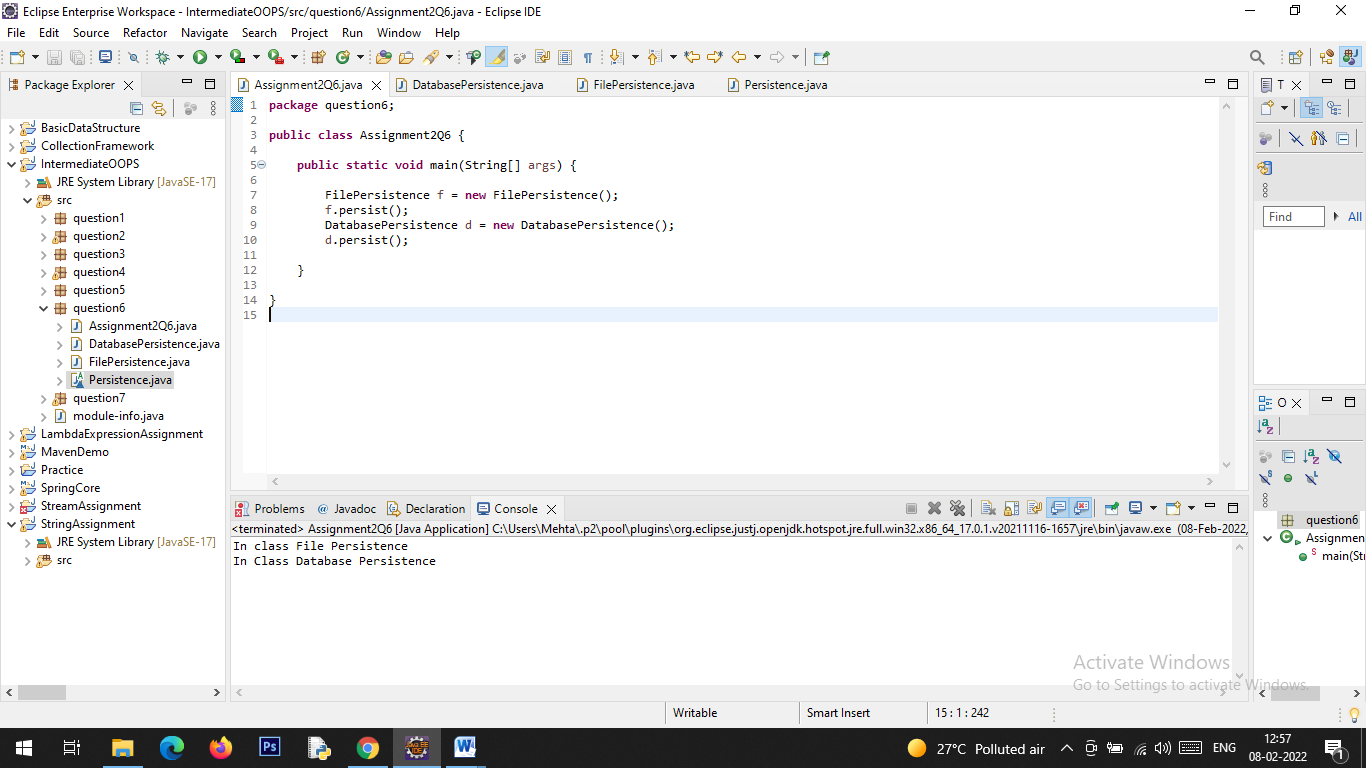 Eclipse Enterprise Workspace - IntermediateOOPS/src/question6/Assignment2Q6.java - Eclipse IDE
File Edit Source Refactor Navigate Search Project Run Window Help
Package Explorer
BasicDataStructure
CollectionFramework
IntermediateOOPS
JRE System Library [JavaSE-17]
src
question1
question2
question3
question4
question5
question6
Assignment2Q6.java
DatabasePersistence.java
FilePersistence.java
Persistence.java
question7
module-info.java
LambdaExpressionAssignment
MavenDemo
Practice
SpringCore
StreamAssignment
StringAssignment
JRE System Library [JavaSE-17]
src
Assignment2Q6.java DatabasePersistence.java FilePersistence.java Persistence.java
1 package question6;
2
3 public class Assignment2Q6 {
4
5 public static void main(String[] args) {
6
7 FilePersistence f = new FilePersistence();
8 f.persist();
9 DatabasePersistence d = new DatabasePersistence();
10 d.persist();
11
12 }
13
14 }
15
Problems @ Javadoc Declaration Console
<terminated> Assignment2Q6 [Java Application] C:\Users\Mehta\.p2\pool\plugins\org.eclipse.justj.openjdk.hotspot.jre.full.win32.x86_64_17.0.1.v20211116-1657\jre\bin\javaw.exe (08-Feb-2022,
In class File Persistence
In Class Database Persistence
T
Find All
O
question6
Assignmen
main(Str
Activate Windows
Go to Settings to activate Windows.
Writable Smart Insert 15 : 1 : 242
27°C Polluted air ENG 12:57
08-02-2022
1